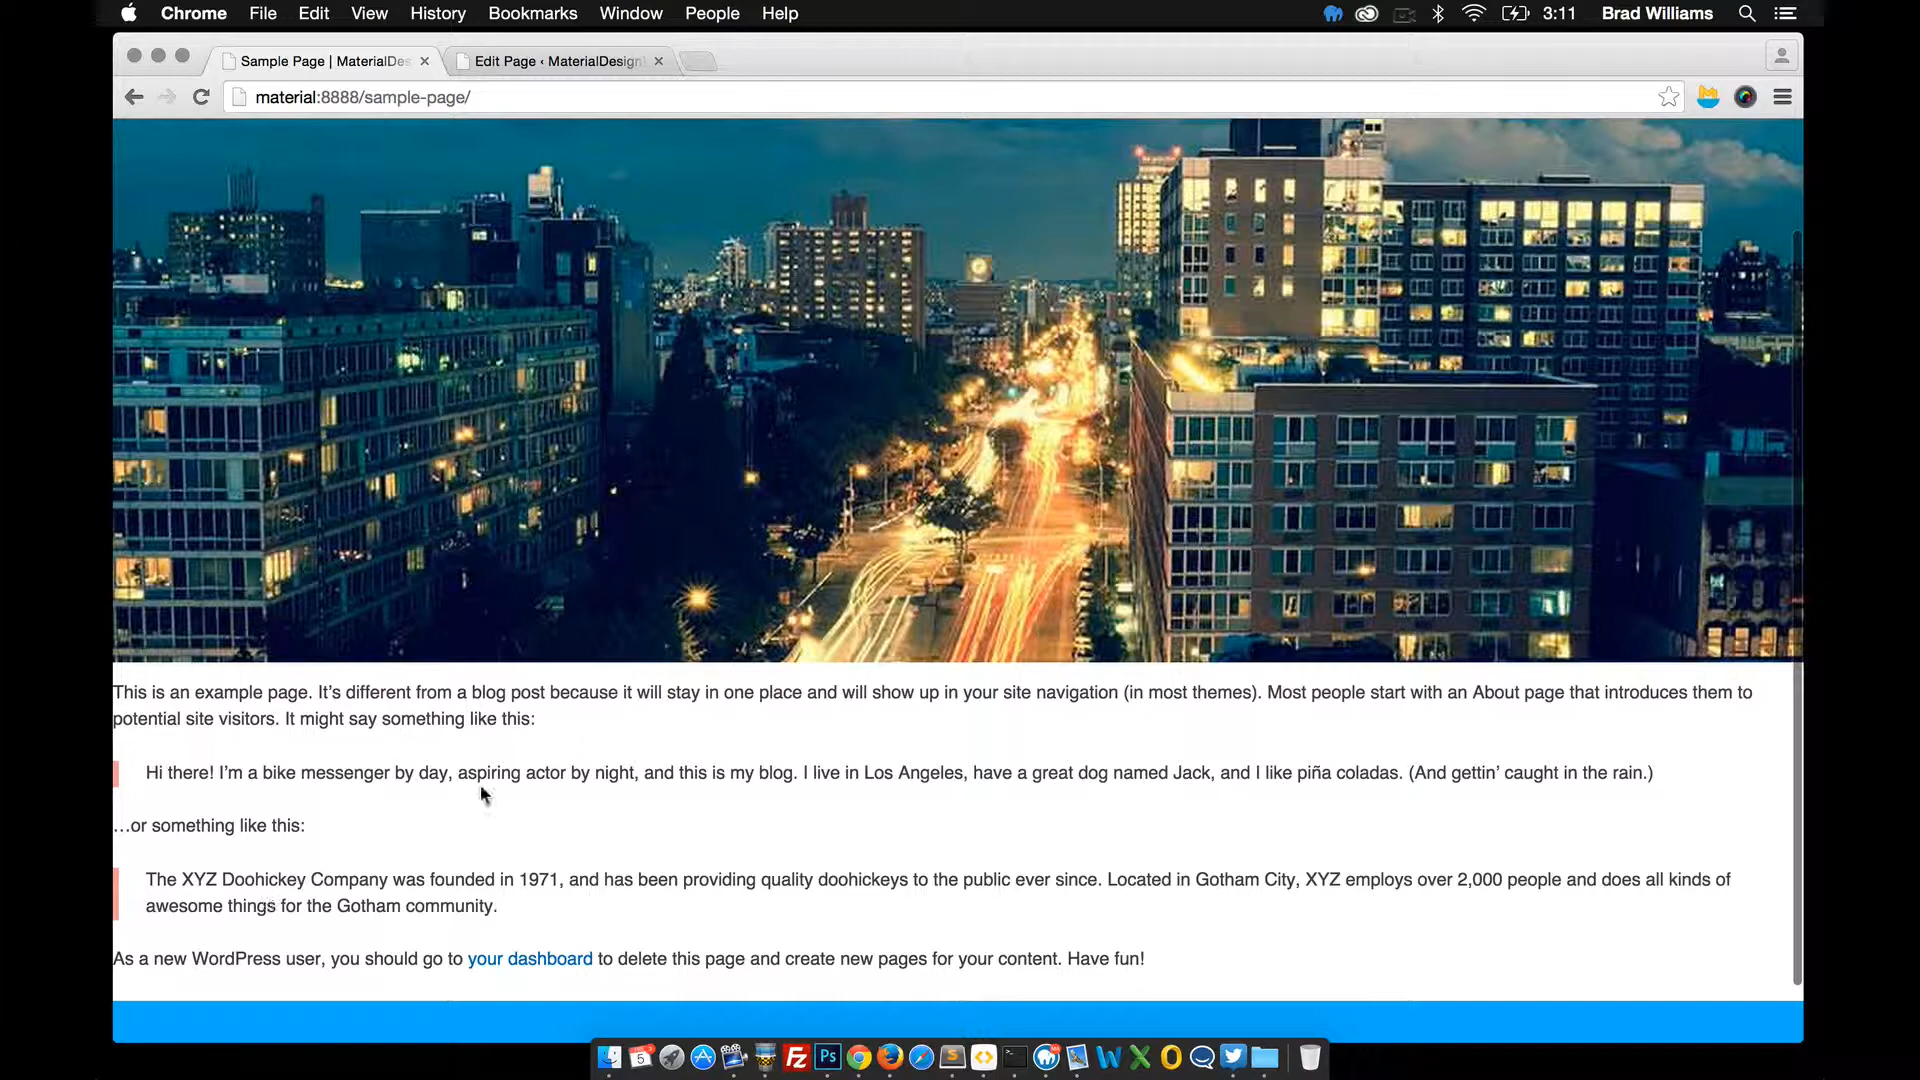 Chrome File Edit View History Bookmarks Window People Help 3:11 Brad Williams
Sample Page | MaterialDes Edit Page ‹ MaterialDesign
material:8888/sample-page/
This is an example page. It’s different from a blog post because it will stay in one place and will show up in your site navigation (in most themes). Most people start with an About page that introduces them to
potential site visitors. It might say something like this:
Hi there! I’m a bike messenger by day, aspiring actor by night, and this is my blog. I live in Los Angeles, have a great dog named Jack, and I like piña coladas. (And gettin’ caught in the rain.)
…or something like this:
The XYZ Doohickey Company was founded in 1971, and has been providing quality doohickeys to the public ever since. Located in Gotham City, XYZ employs over 2,000 people and does all kinds of
awesome things for the Gotham community.
As a new WordPress user, you should go to your dashboard to delete this page and create new pages for your content. Have fun!
5 Fz Ps S W X O